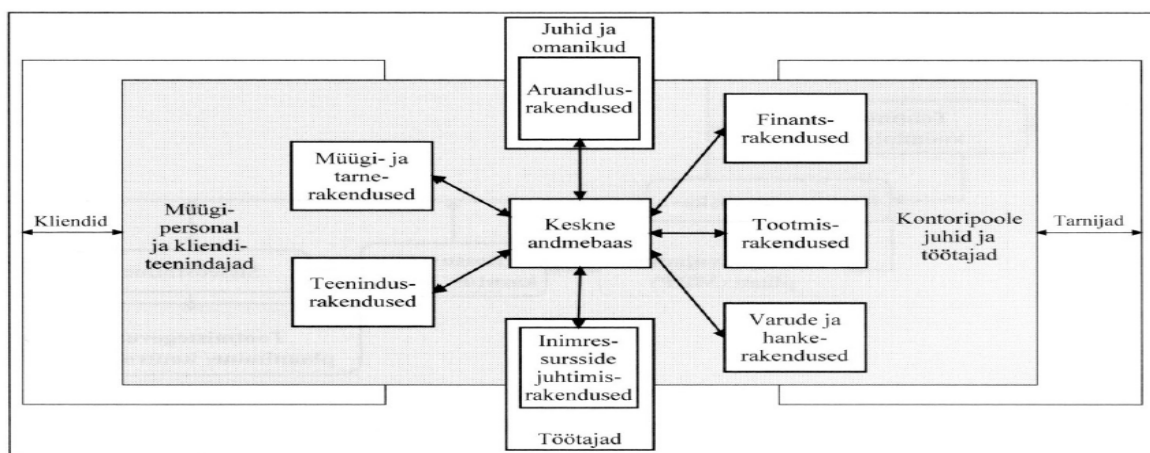 Juhid ja
omanikud
Aruandlus-
rakendused
Finants-
rakendused
Müügi- ja
tarne-
rakendused
Kliendid
Müügi-
personal
ja kliendi-
teenindajad
Keskne
andmebaas
Tootmis-
rakendused
Kontoripoole
juhid ja
töötajad
Tarnijad
Teenindus-
rakendused
Inimres-
sursside
juhtimis-
rakendused
Varude ja
hanke-
rakendused
Töötajad